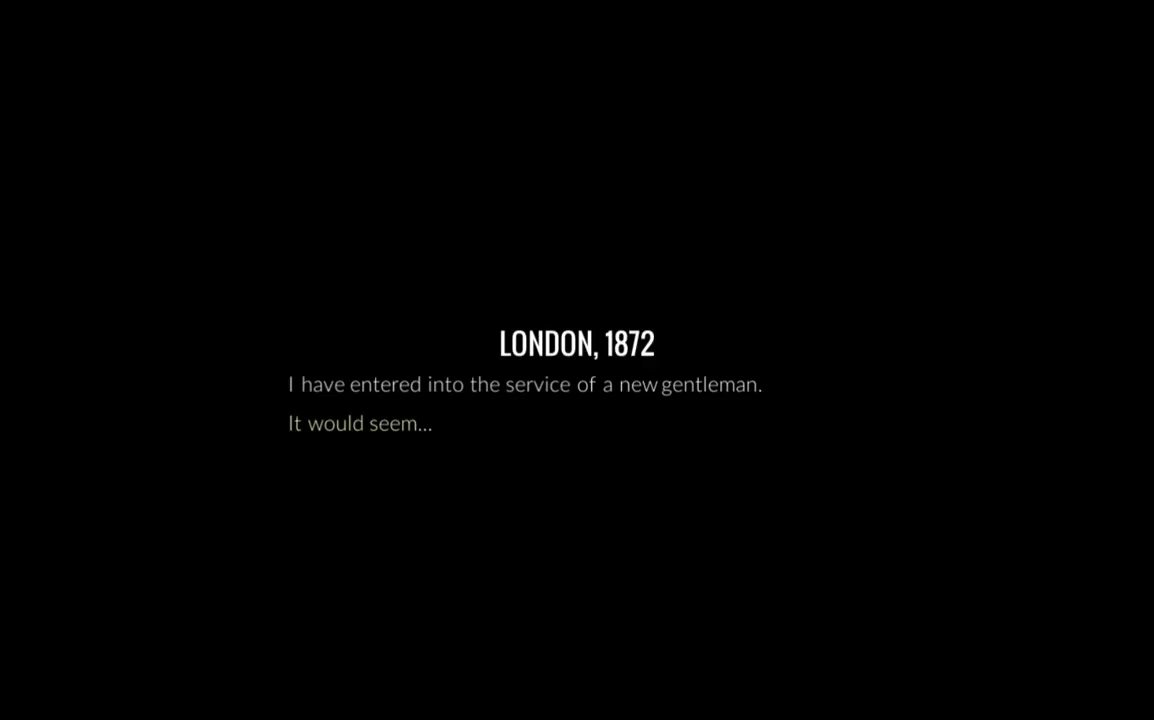 LONDON, 1872
I have entered into the service of a new gentleman.
It would seem...